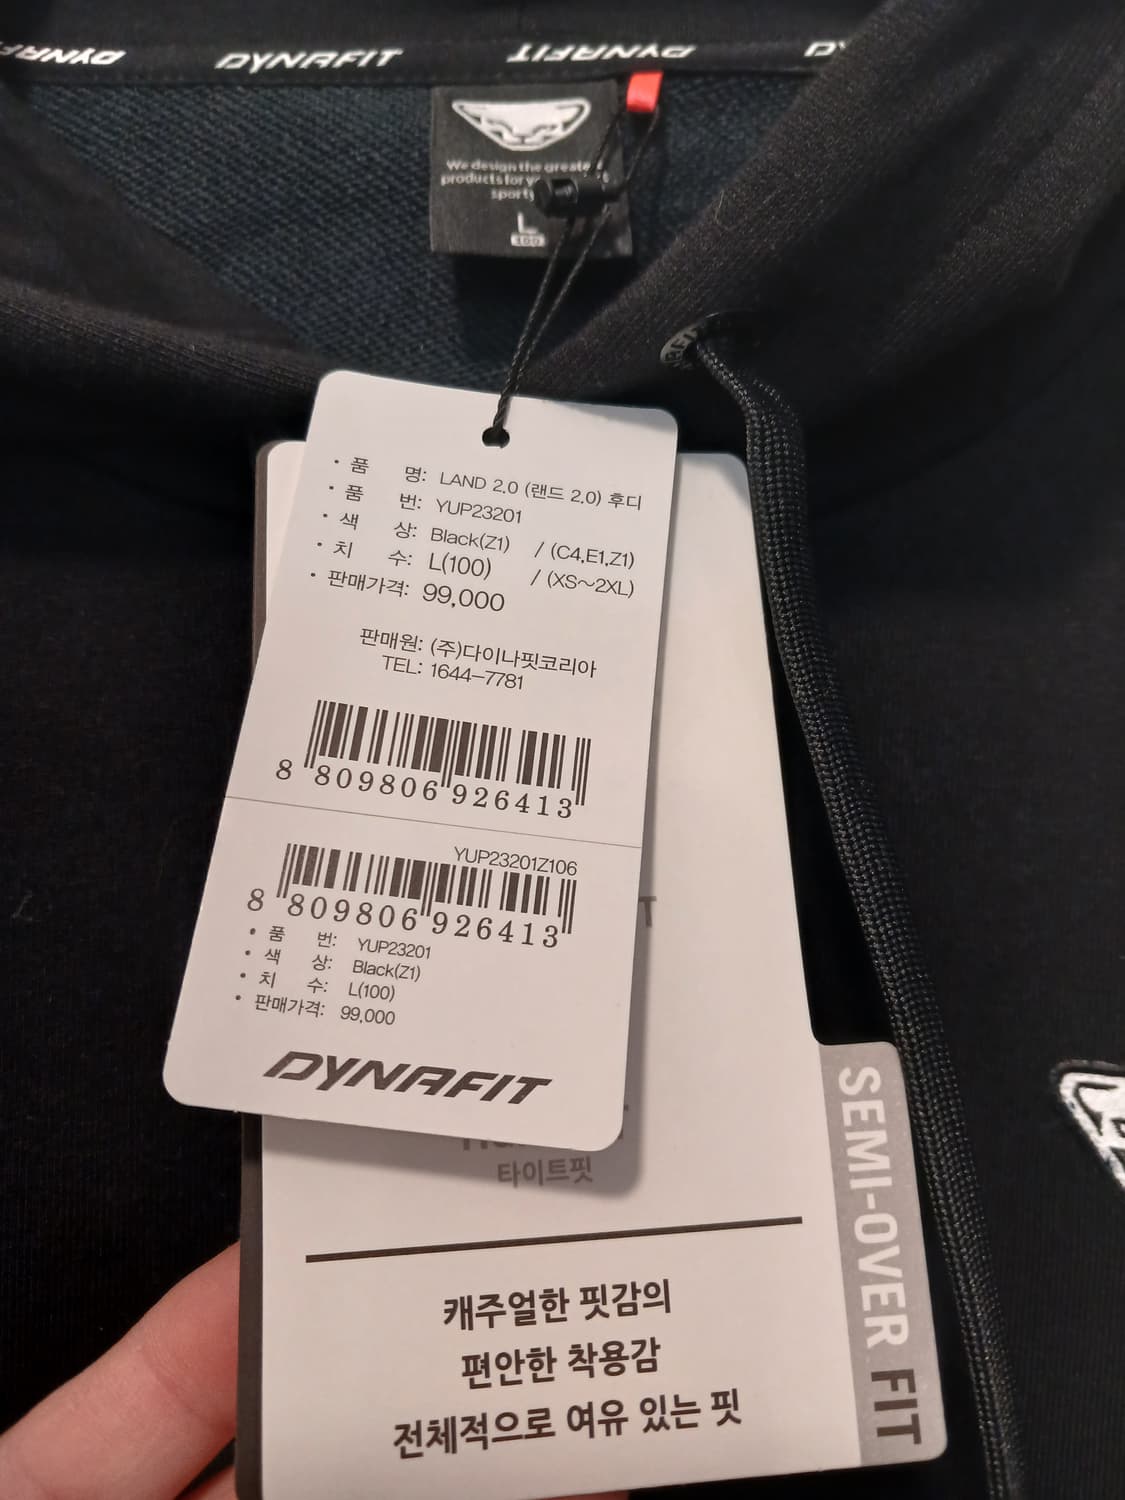 DYNAFIT
DYNAFIT
We design the greatest
products for
sporty
L
100
· 품 명: LAND 2.0 (랜드 2.0) 후디
· 품 번: YUP23201
· 색 상: Black(Z1) / (C4,E1,Z1)
· 치 수: L(100) / (XS~2XL)
· 판매가격: 99,000
판매원: (주)다이나핏코리아
TEL: 1644-7781
8 809806 926413
YUP23201Z106
8 809806 926413
· 품 번: YUP23201
· 색 상: Black(Z1)
· 치 수: L(100)
· 판매가격: 99,000
DYNAFIT
타이트핏
캐주얼한 핏감의
편안한 착용감
전체적으로 여유 있는 핏
SEMI-OVER FIT